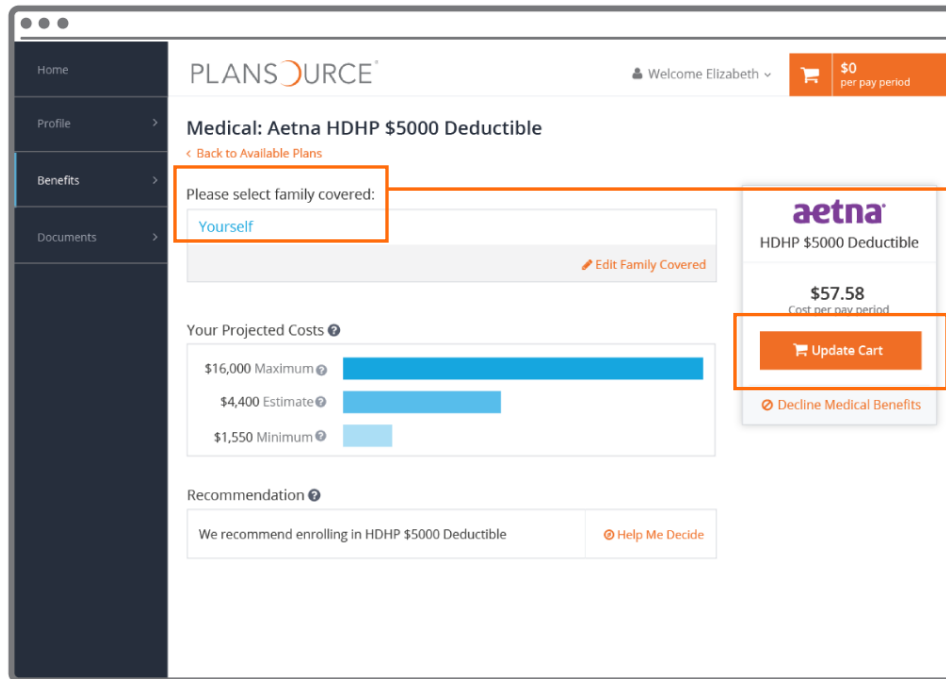 Home
Profile
Benefits
Documents
PLANSOURCE
Welcome Elizabeth
$0
per pay period
Medical: Aetna HDHP $5000 Deductible
Back to Available Plans
Please select family covered:
Yourself
Edit Family Covered
Your Projected Costs
$16,000 Maximum
$4,400 Estimate
$1,550 Minimum
Recommendation
We recommend enrolling in HDHP $5000 Deductible
Help Me Decide
aetna
HDHP $5000 Deductible
$57.58
Cost per pay period
Update Cart
Decline Medical Benefits